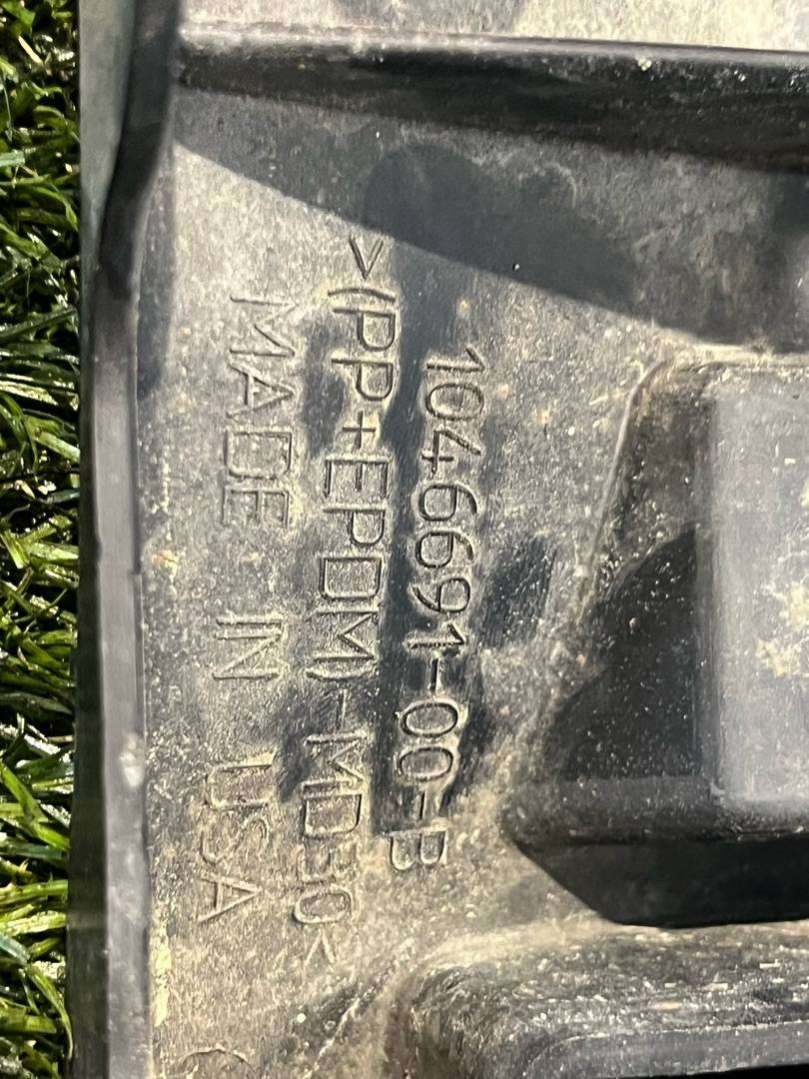 1046691-00-B
>(PP+EPDM)-MD30<
MADE IN USA